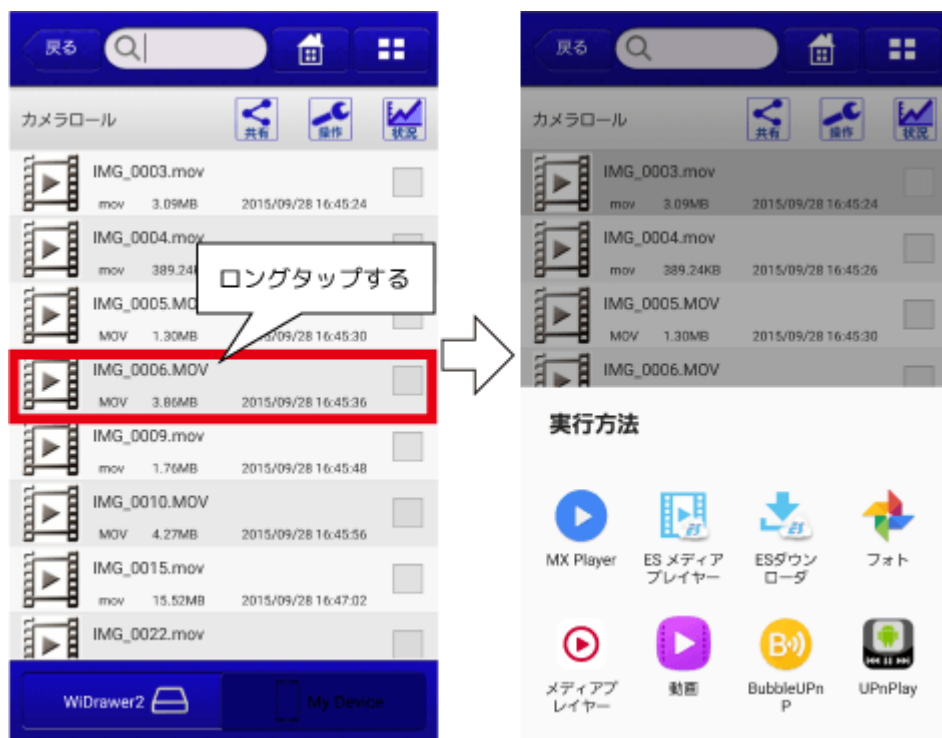 戻る
カメラロール
共有
操作
状況
IMG_0003.mov
mov 3.09MB 2015/09/28 16:45:24
IMG_0004.mov
mov 389.24
IMG_0005.MO
MOV 1.30MB 5/09/28 16:45:30
IMG_0006.MOV
MOV 3.86MB 2015/09/28 16:45:36
IMG_0009.mov
mov 1.76MB 2015/09/28 16:45:48
IMG_0010.MOV
MOV 4.27MB 2015/09/28 16:45:56
IMG_0015.mov
mov 15.52MB 2015/09/28 16:47:02
IMG_0022.mov
WiDrawer2
My Device
ロングタップする
戻る
カメラロール
共有
操作
状況
IMG_0003.mov
mov 3.09MB 2015/09/28 16:45:24
IMG_0004.mov
mov 389.24KB 2015/09/28 16:45:26
IMG_0005.MOV
MOV 1.30MB 2015/09/28 16:45:30
IMG_0006.MOV
実行方法
MX Player
ES メディア
プレイヤー
ESダウン
ローダ
フォト
メディアプ
レイヤー
動画
BubbleUPn
P
UPnPlay